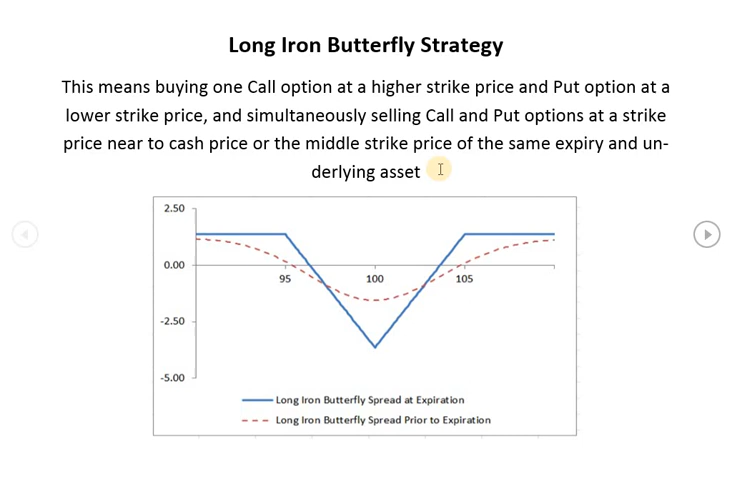 Long Iron Butterfly Strategy
This means buying one Call option at a higher strike price and Put option at a
lower strike price, and simultaneously selling Call and Put options at a strike
price near to cash price or the middle strike price of the same expiry and un-
derlying asset
2.50
0.00
95 100 105
-2.50
-5.00
Long Iron Butterfly Spread at Expiration
Long Iron Butterfly Spread Prior to Expiration